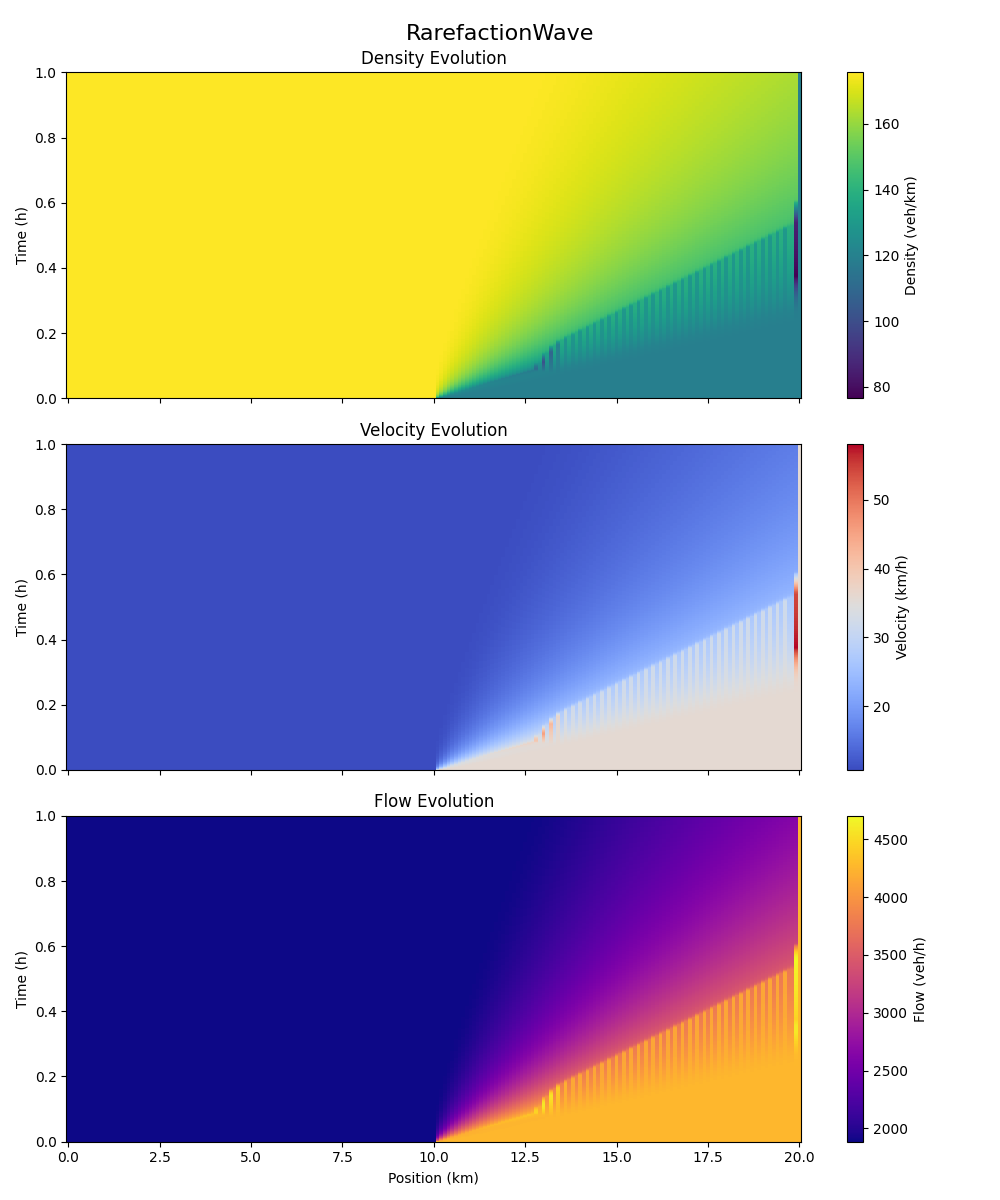 RarefactionWave
Density Evolution
1.0
0.8
0.6
0.4
0.2
0.0
Time (h)
160
140
120
100
80
Density (veh/km)
Velocity Evolution
1.0
0.8
0.6
0.4
0.2
0.0
Time (h)
50
40
30
20
Velocity (km/h)
Flow Evolution
1.0
0.8
0.6
0.4
0.2
0.0
Time (h)
0.0 2.5 5.0 7.5 10.0 12.5 15.0 17.5 20.0
Position (km)
4500
4000
3500
3000
2500
2000
Flow (veh/h)